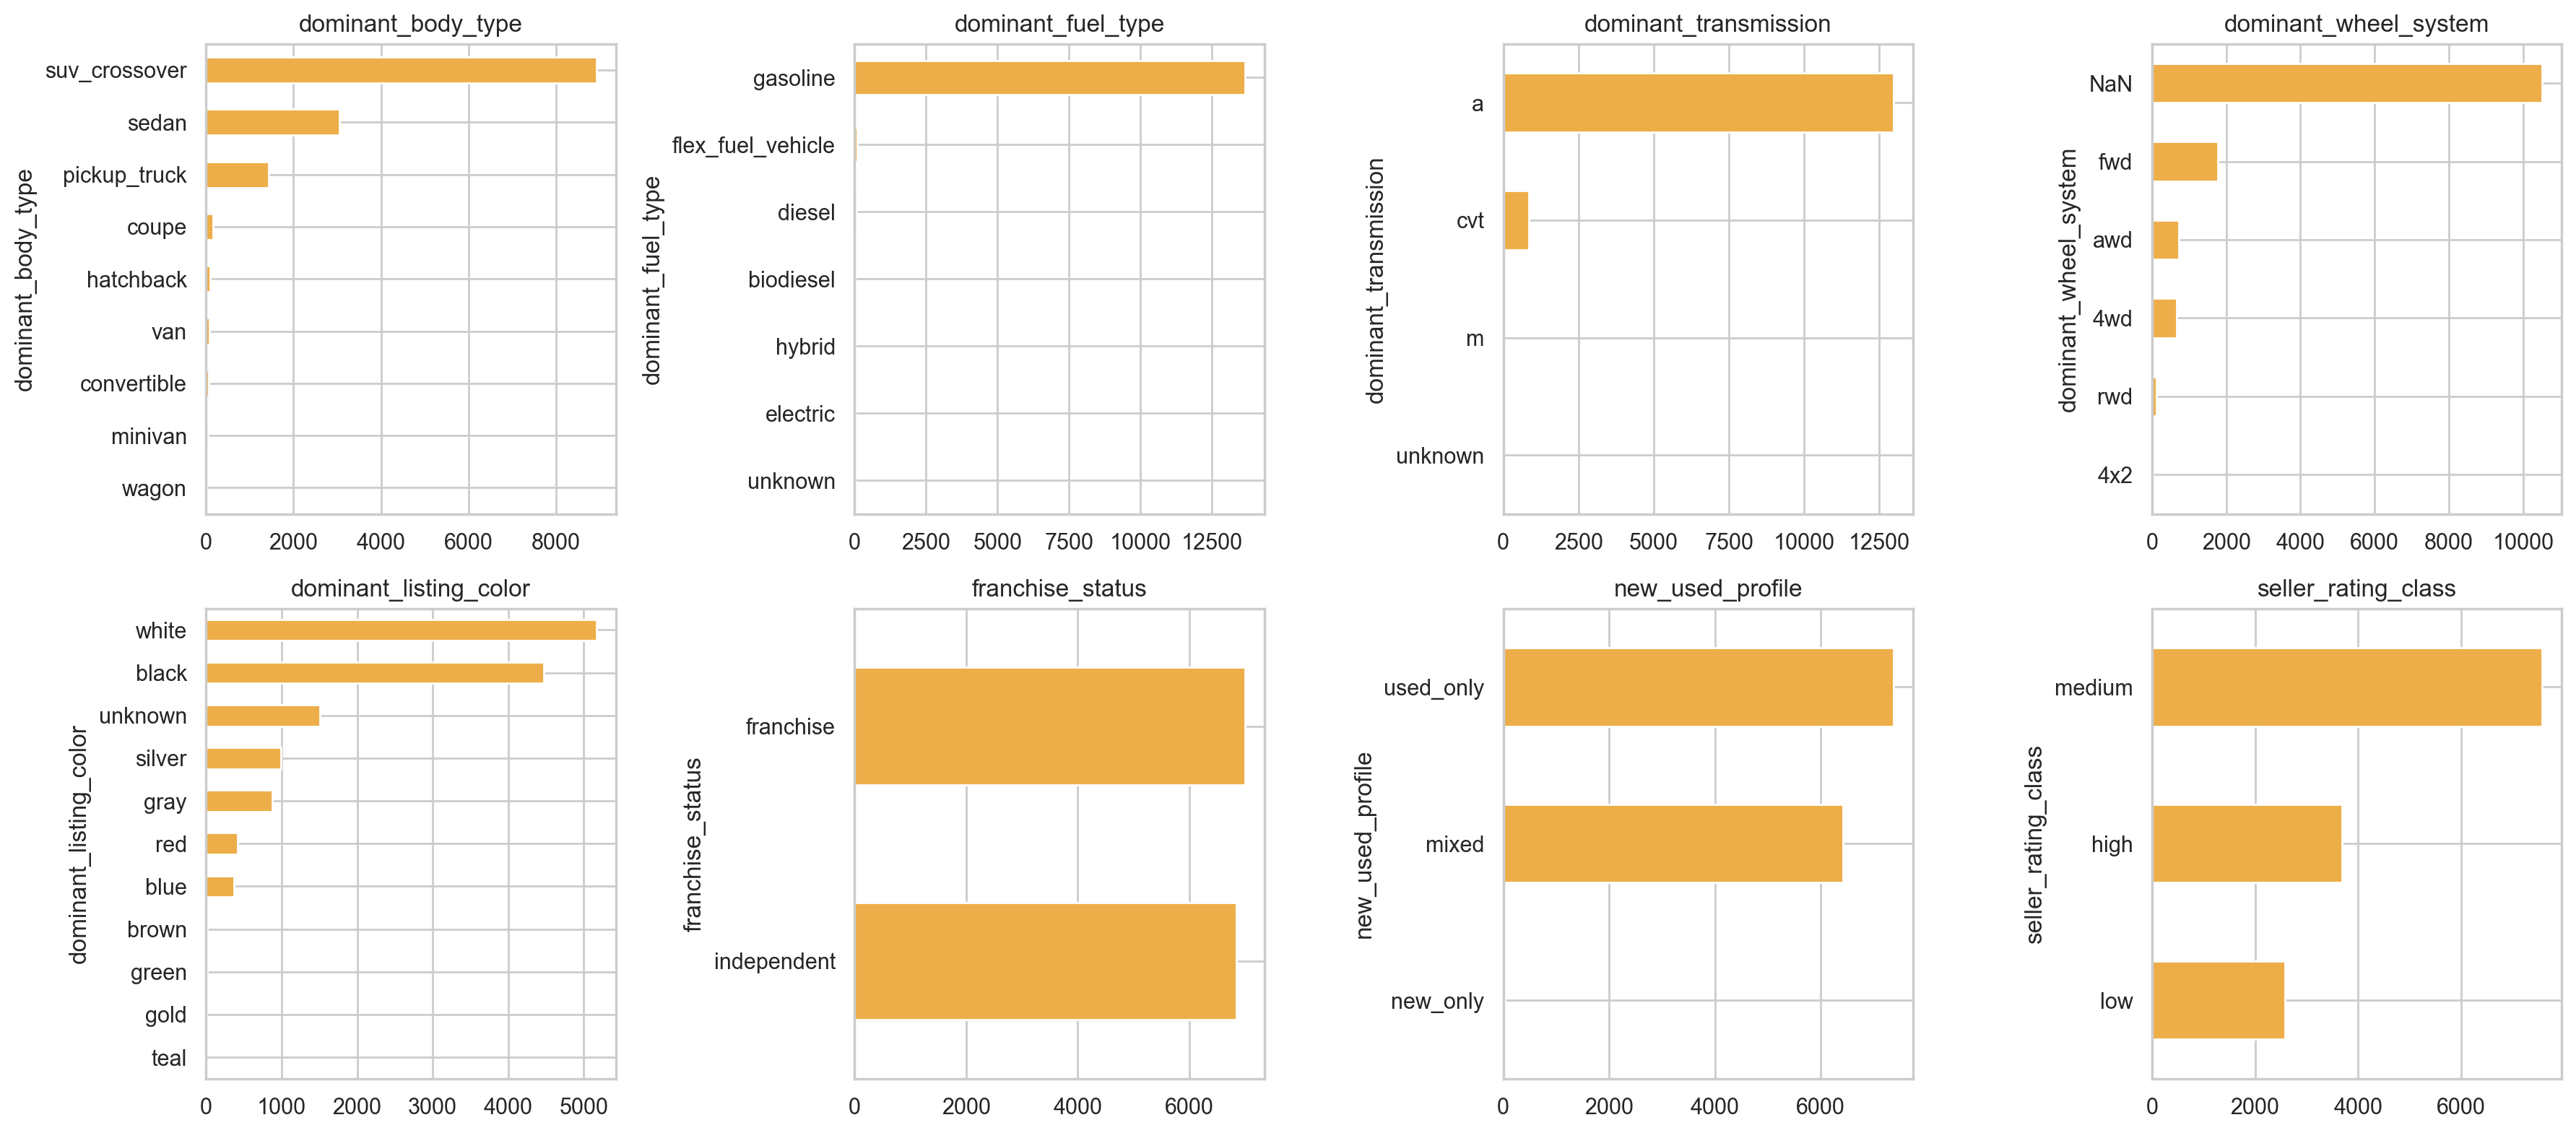 dominant_body_type
dominant_body_type
suv_crossover
sedan
pickup_truck
coupe
hatchback
van
convertible
minivan
wagon
0 2000 4000 6000 8000
dominant_fuel_type
dominant_fuel_type
gasoline
flex_fuel_vehicle
diesel
biodiesel
hybrid
electric
unknown
0 2500 5000 7500 10000 12500
dominant_transmission
dominant_transmission
a
cvt
m
unknown
0 2500 5000 7500 10000 12500
dominant_wheel_system
dominant_wheel_system
NaN
fwd
awd
4wd
rwd
4x2
0 2000 4000 6000 8000 10000
dominant_listing_color
dominant_listing_color
white
black
unknown
silver
gray
red
blue
brown
green
gold
teal
0 1000 2000 3000 4000 5000
franchise_status
franchise_status
franchise
independent
0 2000 4000 6000
new_used_profile
new_used_profile
used_only
mixed
new_only
0 2000 4000 6000
seller_rating_class
seller_rating_class
medium
high
low
0 2000 4000 6000